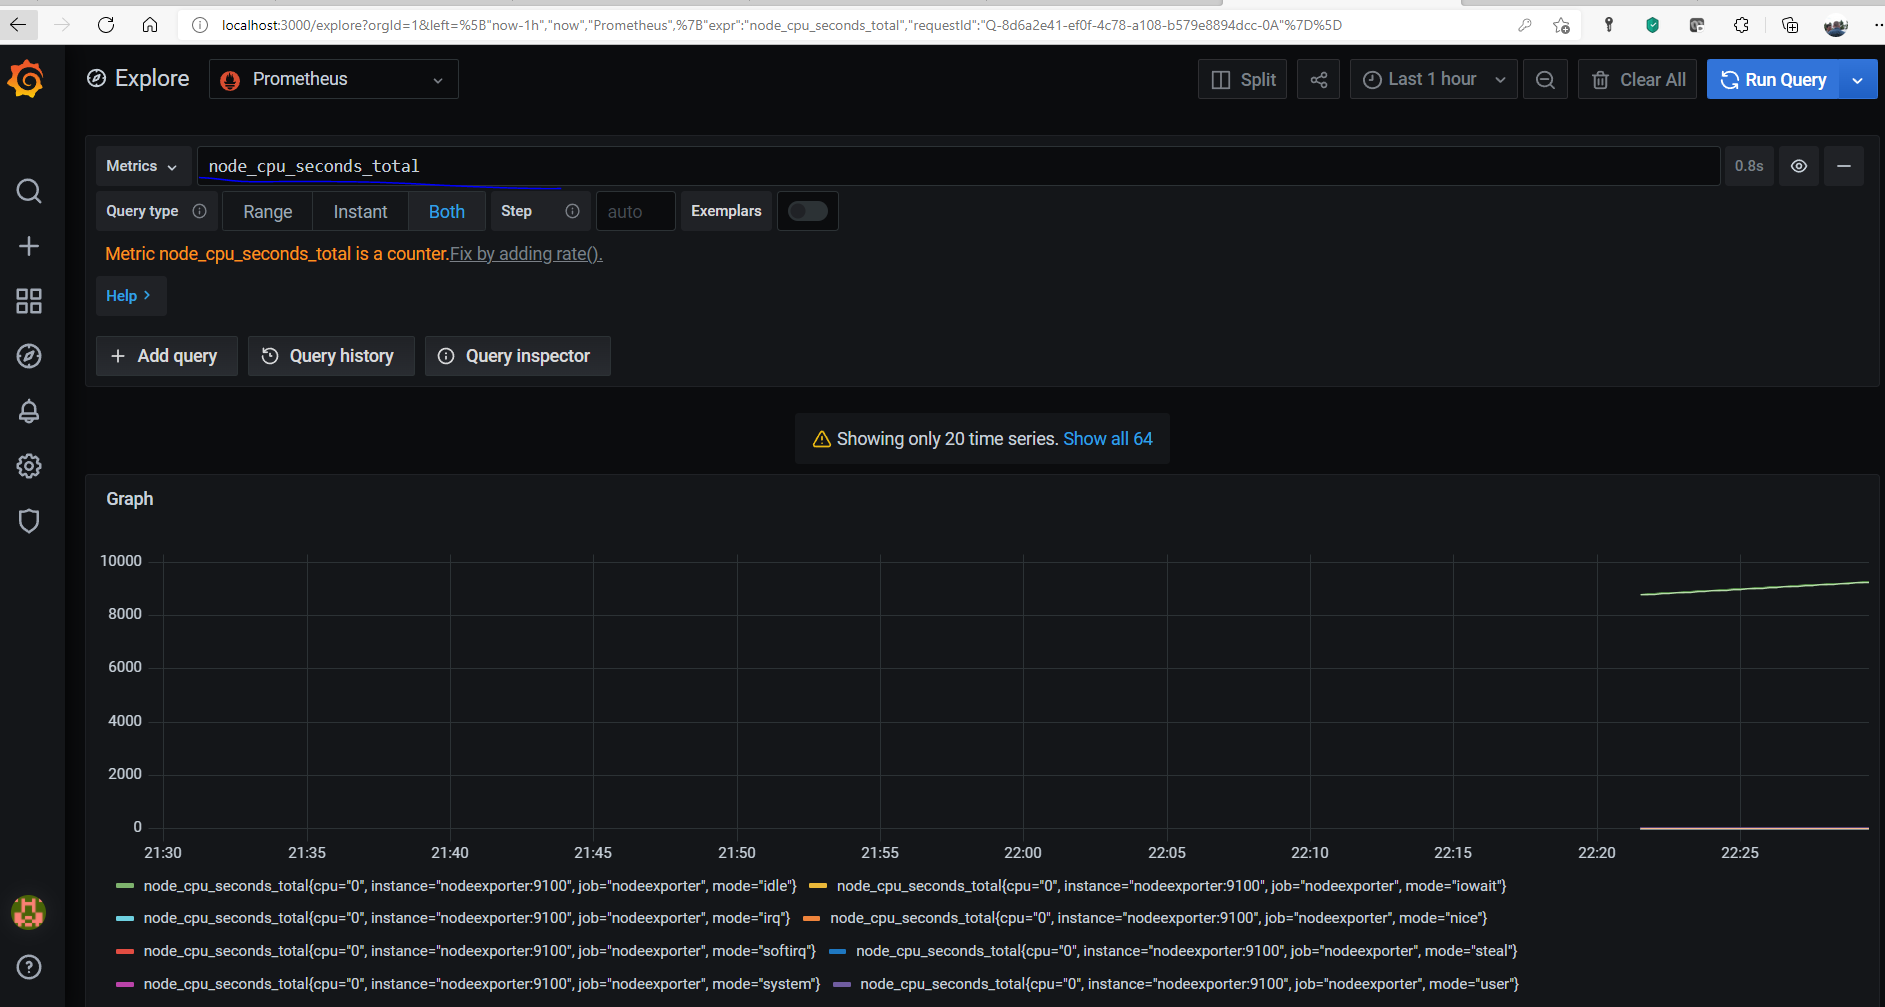 localhost:3000/explore?orgId=1&left=%5B"now-1h","now","Prometheus",%7B"expr":"node_cpu_seconds_total","requestId":"Q-8d6a2e41-ef0f-4c78-a108-b579e8894dcc-0A"%7D%5D
Explore Prometheus Split Last 1 hour Clear All Run Query
Metrics node_cpu_seconds_total 0.8s
Query type Range Instant Both Step auto Exemplars
Metric node_cpu_seconds_total is a counter.Fix by adding rate().
Help >
+ Add query Query history Query inspector
Showing only 20 time series. Show all 64
Graph
10000
8000
6000
4000
2000
0
21:30 21:35 21:40 21:45 21:50 21:55 22:00 22:05 22:10 22:15 22:20 22:25
node_cpu_seconds_total{cpu="0", instance="nodeexporter:9100", job="nodeexporter", mode="idle"} node_cpu_seconds_total{cpu="0", instance="nodeexporter:9100", job="nodeexporter", mode="iowait"}
node_cpu_seconds_total{cpu="0", instance="nodeexporter:9100", job="nodeexporter", mode="irq"} node_cpu_seconds_total{cpu="0", instance="nodeexporter:9100", job="nodeexporter", mode="nice"}
node_cpu_seconds_total{cpu="0", instance="nodeexporter:9100", job="nodeexporter", mode="softirq"} node_cpu_seconds_total{cpu="0", instance="nodeexporter:9100", job="nodeexporter", mode="steal"}
node_cpu_seconds_total{cpu="0", instance="nodeexporter:9100", job="nodeexporter", mode="system"} node_cpu_seconds_total{cpu="0", instance="nodeexporter:9100", job="nodeexporter", mode="user"}